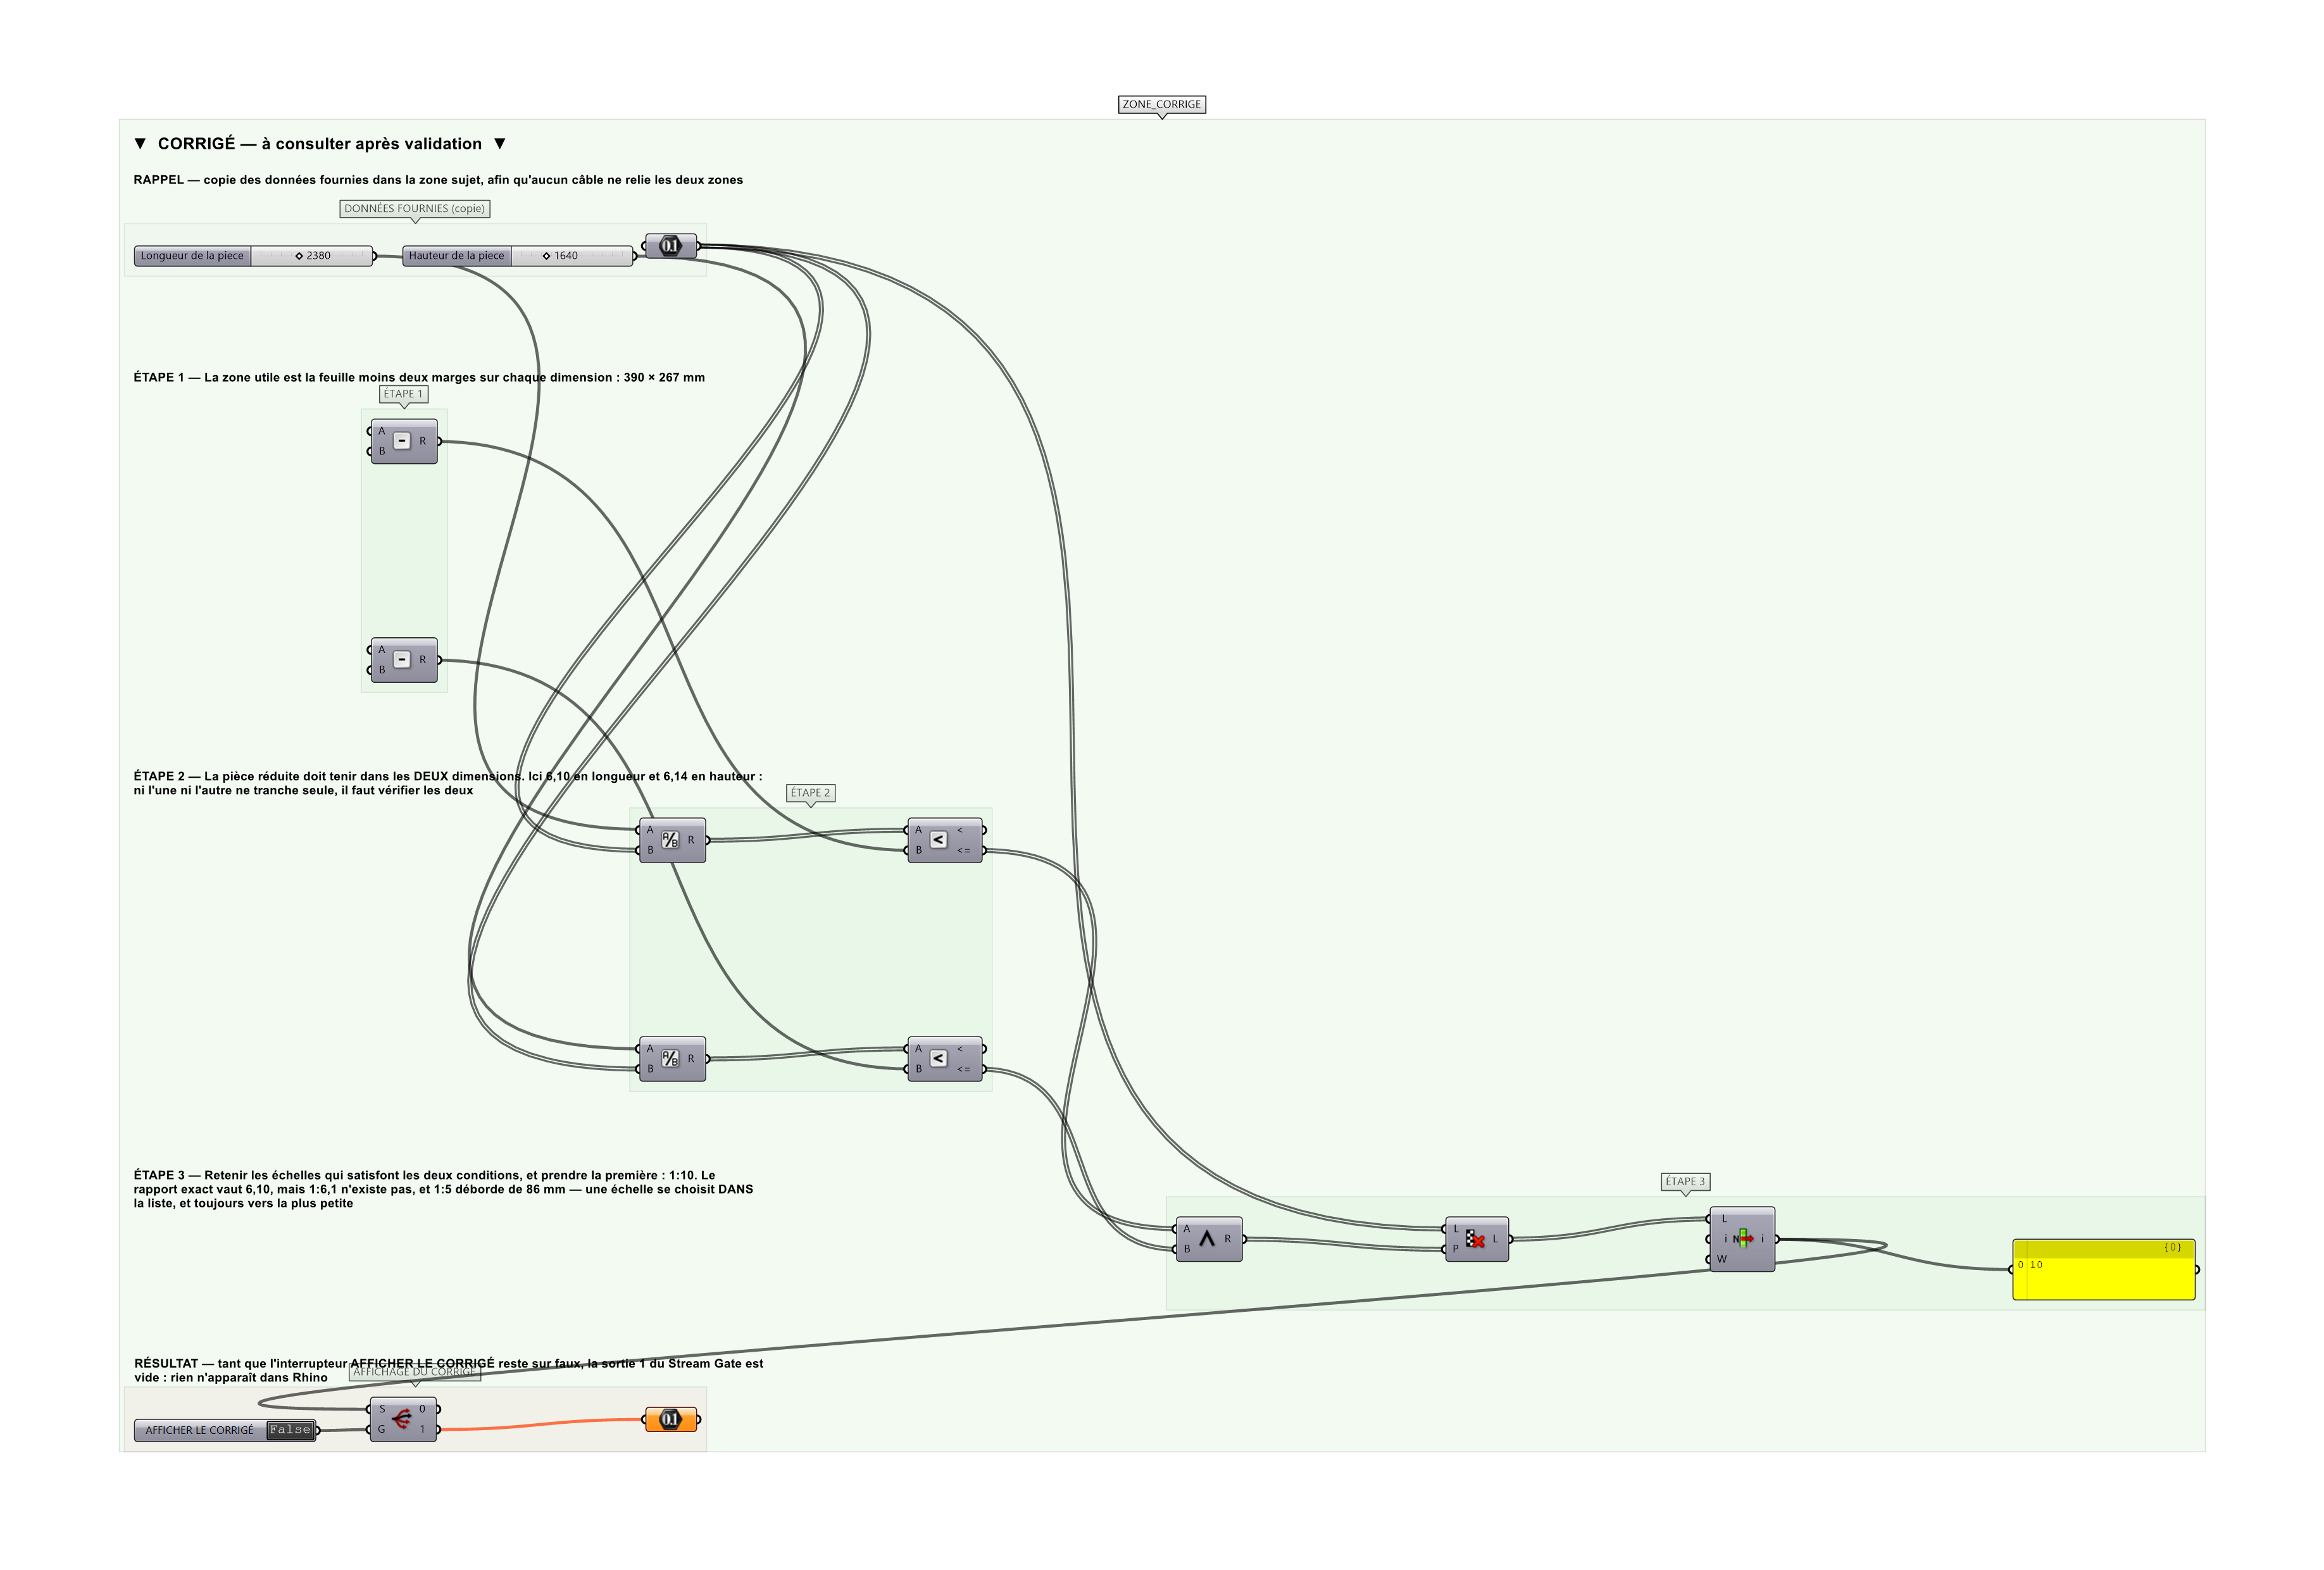 ZONE_CORRIGE
▼ CORRIGÉ — à consulter après validation ▼
RAPPEL — copie des données fournies dans la zone sujet, afin qu'aucun câble ne relie les deux zones
DONNÉES FOURNIES (copie)
Longueur de la piece 2380
Hauteur de la piece 1640
0.1
ÉTAPE 1 — La zone utile est la feuille moins deux marges sur chaque dimension : 390 × 267 mm
ÉTAPE 1
A
B
R
A
B
R
ÉTAPE 2 — La pièce réduite doit tenir dans les DEUX dimensions. Ici 6,10 en longueur et 6,14 en hauteur :
ni l'une ni l'autre ne tranche seule, il faut vérifier les deux
ÉTAPE 2
A
B
A/B
R
A
B
<
<
<=
A
B
A/B
R
A
B
<
<
<=
ÉTAPE 3 — Retenir les échelles qui satisfont les deux conditions, et prendre la première : 1:10. Le
rapport exact vaut 6,10, mais 1:6,1 n'existe pas, et 1:5 déborde de 86 mm — une échelle se choisit DANS
la liste, et toujours vers la plus petite
ÉTAPE 3
A
B
R
L
P
L
L
i
W
N
i
{0}
0 10
RÉSULTAT — tant que l'interrupteur AFFICHER LE CORRIGÉ reste sur faux, la sortie 1 du Stream Gate est
vide : rien n'apparaît dans Rhino
AFFICHAGE DU CORRIGÉ
AFFICHER LE CORRIGÉ False
S
G
0
1
0.1